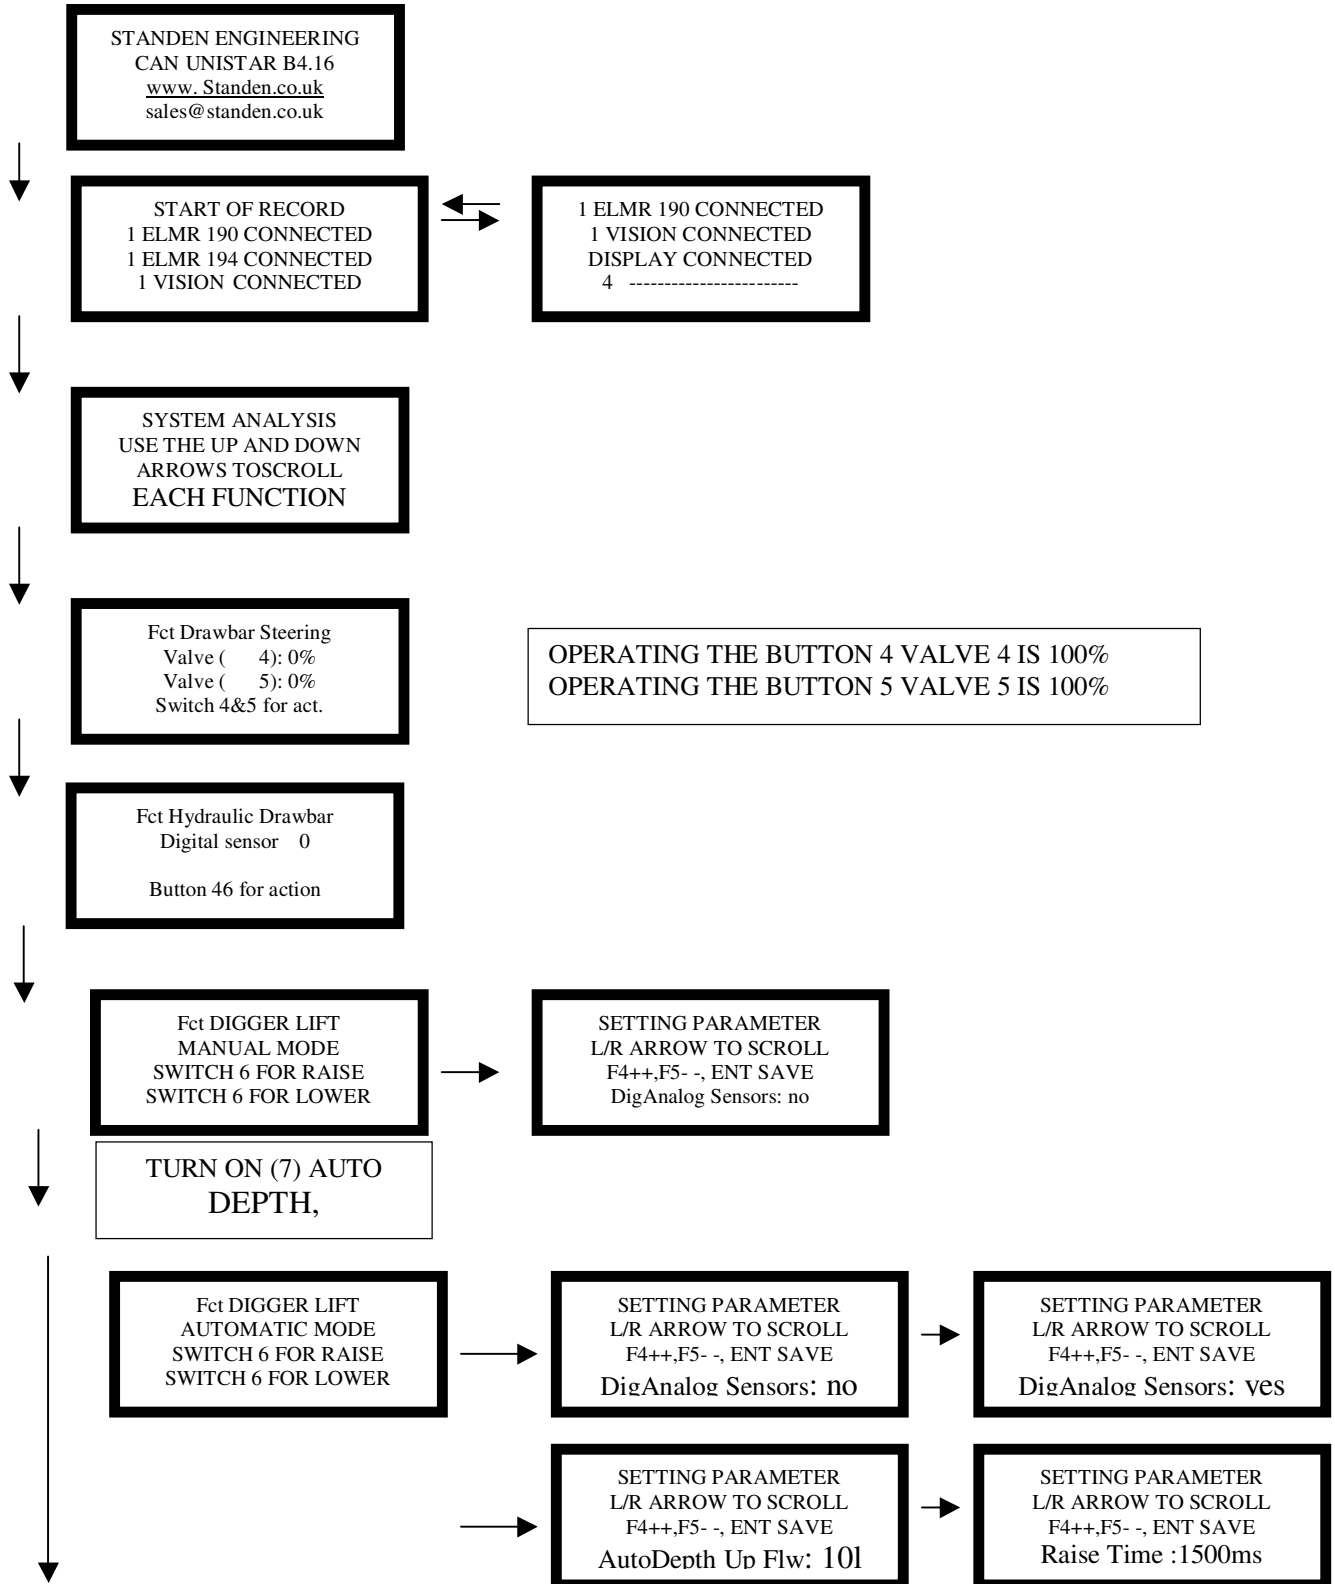 STANDEN ENGINEERING
CAN UNISTAR B4.16
www. Standen.co.uk
sales@standen.co.uk
START OF RECORD
1 ELMR 190 CONNECTED
1 ELMR 194 CONNECTED
1 VISION CONNECTED
1 ELMR 190 CONNECTED
1 VISION CONNECTED
DISPLAY CONNECTED
4 ------------------------
SYSTEM ANALYSIS
USE THE UP AND DOWN
ARROWS TOSCROLL
EACH FUNCTION
Fct Drawbar Steering
Valve ( 4): 0%
Valve ( 5): 0%
Switch 4&5 for act.
OPERATING THE BUTTON 4 VALVE 4 IS 100%
OPERATING THE BUTTON 5 VALVE 5 IS 100%
Fct Hydraulic Drawbar
Digital sensor 0
Button 46 for action
Fct DIGGER LIFT
MANUAL MODE
SWITCH 6 FOR RAISE
SWITCH 6 FOR LOWER
SETTING PARAMETER
L/R ARROW TO SCROLL
F4++,F5- -, ENT SAVE
DigAnalog Sensors: no
TURN ON (7) AUTO
DEPTH,
Fct DIGGER LIFT
AUTOMATIC MODE
SWITCH 6 FOR RAISE
SWITCH 6 FOR LOWER
SETTING PARAMETER
L/R ARROW TO SCROLL
F4++,F5- -, ENT SAVE
DigAnalog Sensors: no
SETTING PARAMETER
L/R ARROW TO SCROLL
F4++,F5- -, ENT SAVE
DigAnalog Sensors: yes
SETTING PARAMETER
L/R ARROW TO SCROLL
F4++,F5- -, ENT SAVE
AutoDepth Up Flw: 10l
SETTING PARAMETER
L/R ARROW TO SCROLL
F4++,F5- -, ENT SAVE
Raise Time :1500ms